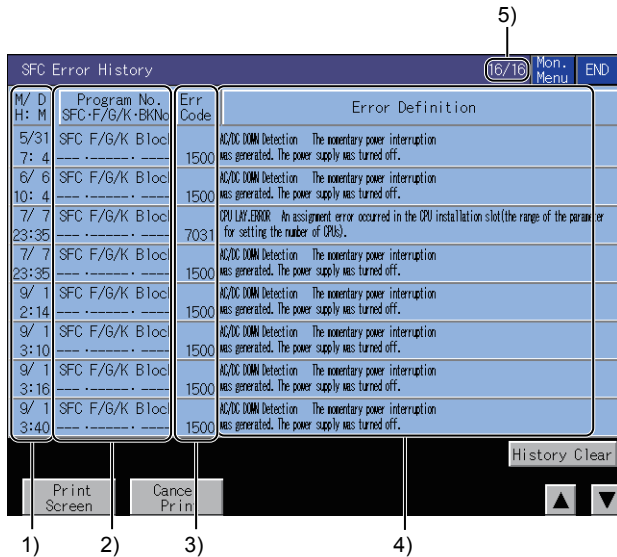 5)
SFC Error History 16/16 Mon. Menu END
M/ D Program No. Err Error Definition
H: M SFC·F/G/K·BKNo Code
5/31 SFC F/G/K Bloc AC/DC DOWN Detection The momentary power interruption
7: 4 --- ·-----· ---- 1500 was generated. The power supply was turned off.
6/ 6 SFC F/G/K Bloc AC/DC DOWN Detection The momentary power interruption
10: 4 --- ·-----· ---- 1500 was generated. The power supply was turned off.
7/ 7 SFC F/G/K Bloc CPU LAY.ERROR An assignment error occurred in the CPU installation slot(the range of the parameter
23:35 --- ·-----· ---- 7031 for setting the number of CPUs).
7/ 7 SFC F/G/K Bloc AC/DC DOWN Detection The momentary power interruption
23:35 --- ·-----· ---- 1500 was generated. The power supply was turned off.
9/ 1 SFC F/G/K Bloc AC/DC DOWN Detection The momentary power interruption
2:14 --- ·-----· ---- 1500 was generated. The power supply was turned off.
9/ 1 SFC F/G/K Bloc AC/DC DOWN Detection The momentary power interruption
3:10 --- ·-----· ---- 1500 was generated. The power supply was turned off.
9/ 1 SFC F/G/K Bloc AC/DC DOWN Detection The momentary power interruption
3:16 --- ·-----· ---- 1500 was generated. The power supply was turned off.
9/ 1 SFC F/G/K Bloc AC/DC DOWN Detection The momentary power interruption
3:40 --- ·-----· ---- 1500 was generated. The power supply was turned off.
History Clear
Print Cance
Screen Print ▲ ▼
1) 2) 3) 4)